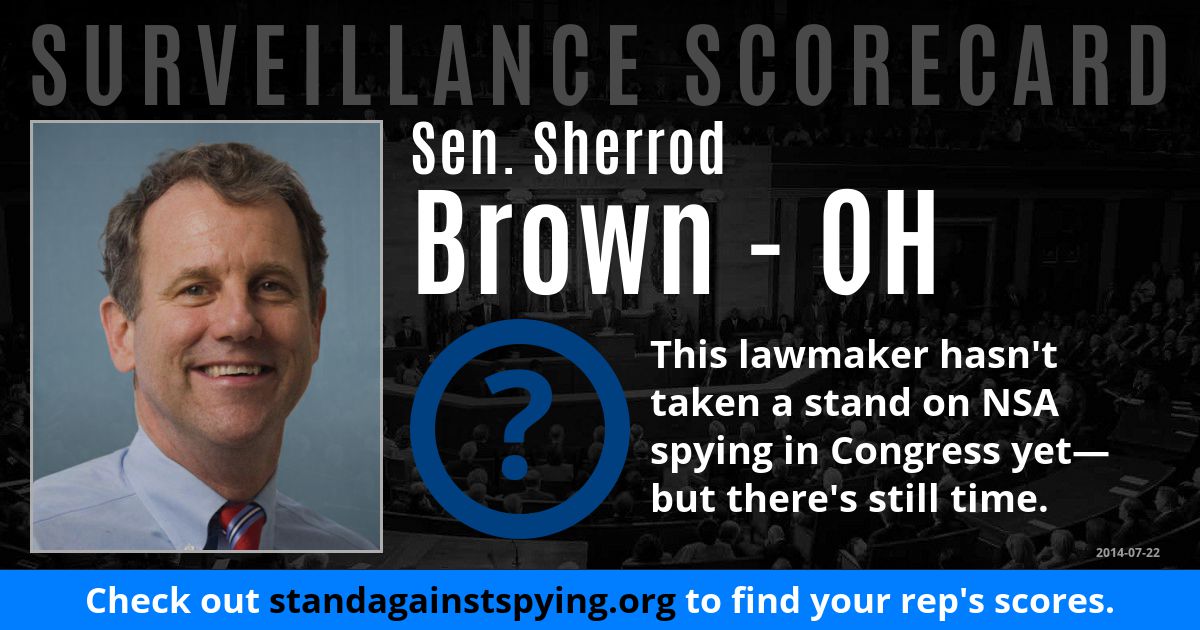 SURVEILLANCE SCORECARD
Sen. Sherrod
Brown - OH
?
This lawmaker hasn't
taken a stand on NSA
spying in Congress yet—
but there's still time.
2014-07-22
Check out standagainstspying.org to find your rep's scores.